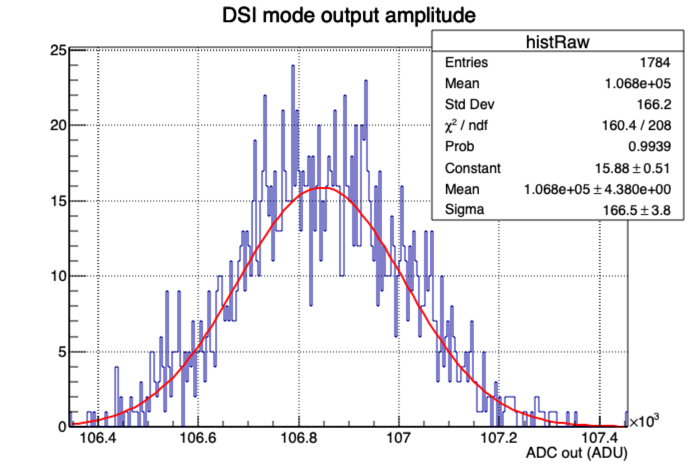 DSI mode output amplitude
histRaw
Entries 1784
Mean 1.068e+05
Std Dev 166.2
χ² / ndf 160.4 / 208
Prob 0.9939
Constant 15.88 ± 0.51
Mean 1.068e+05 ± 4.380e+00
Sigma 166.5 ± 3.8
25
20
15
10
5
0
106.4 106.6 106.8 107 107.2 107.4
×10³
ADC out (ADU)